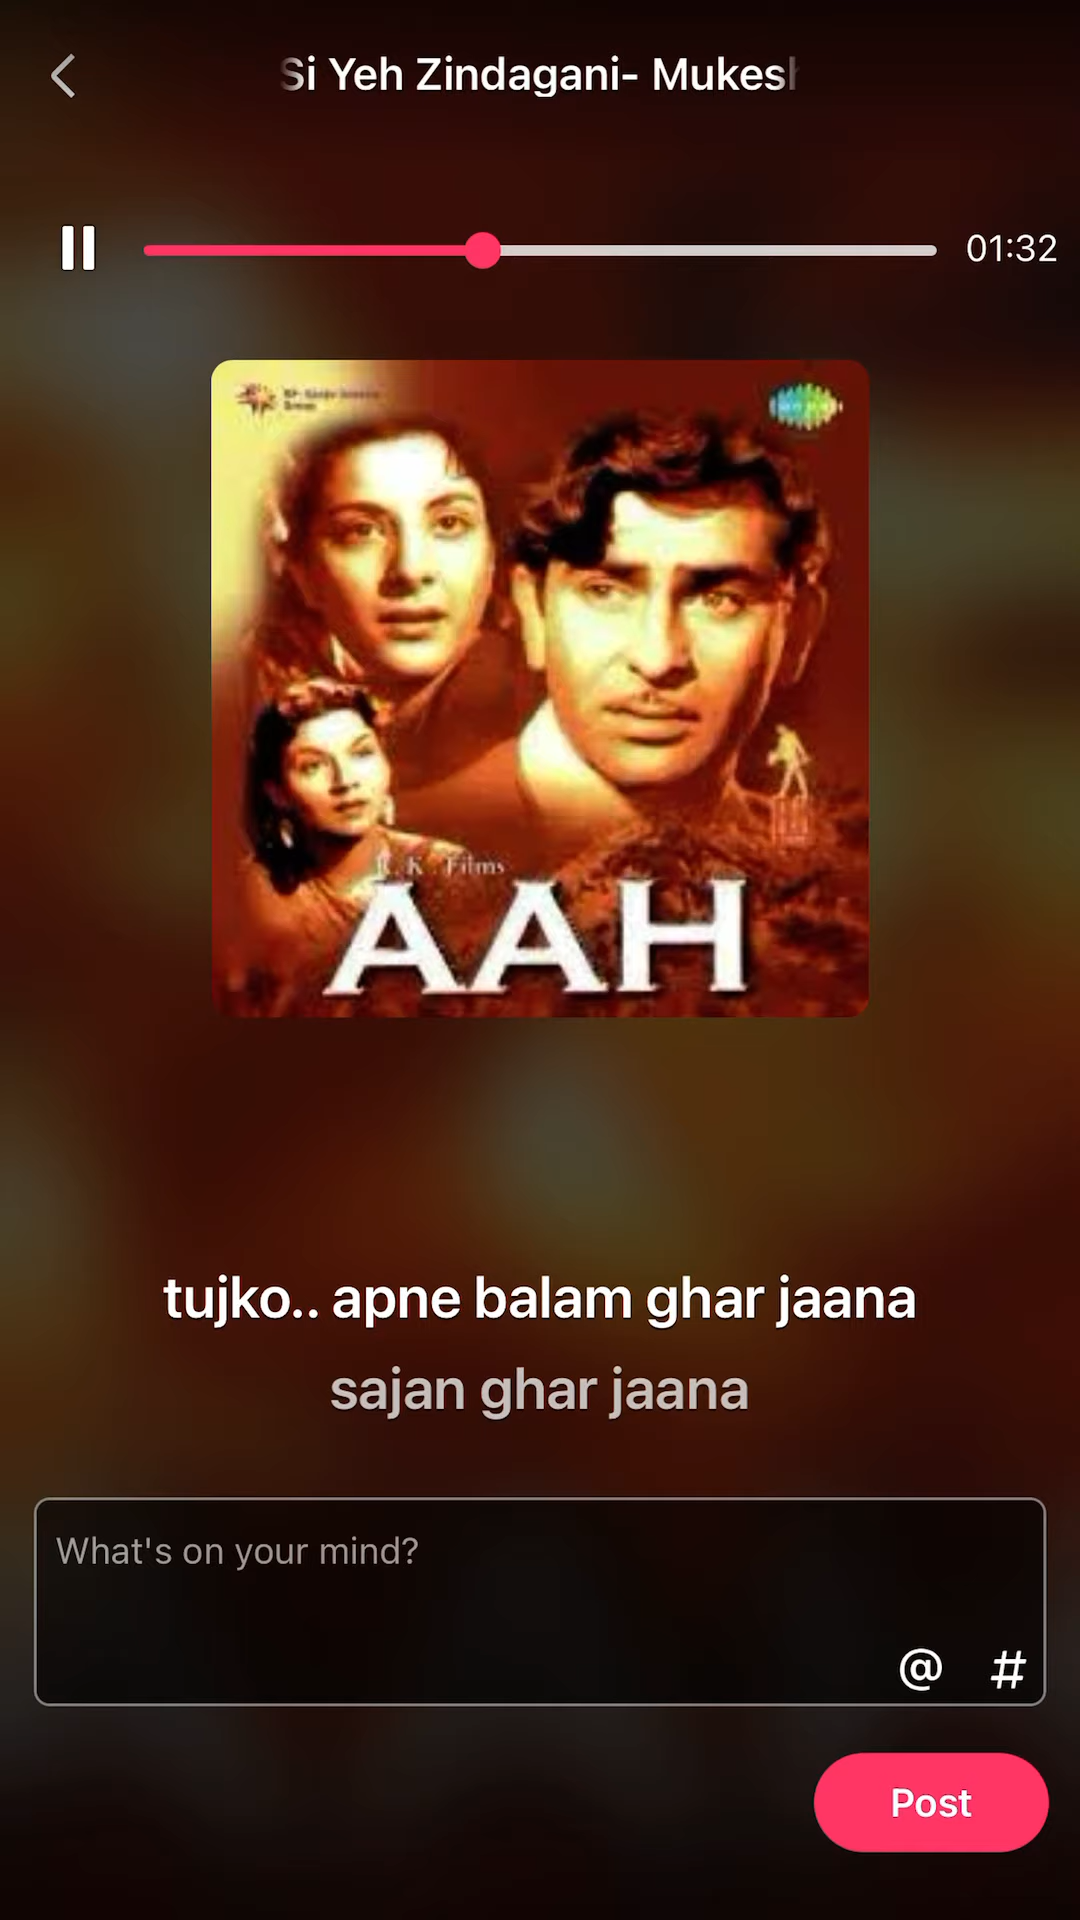 Si Yeh Zindagani- Mukesh
01:32
R. K. Films
AAH
tujko.. apne balam ghar jaana
sajan ghar jaana
What's on your mind?
@ #
Post